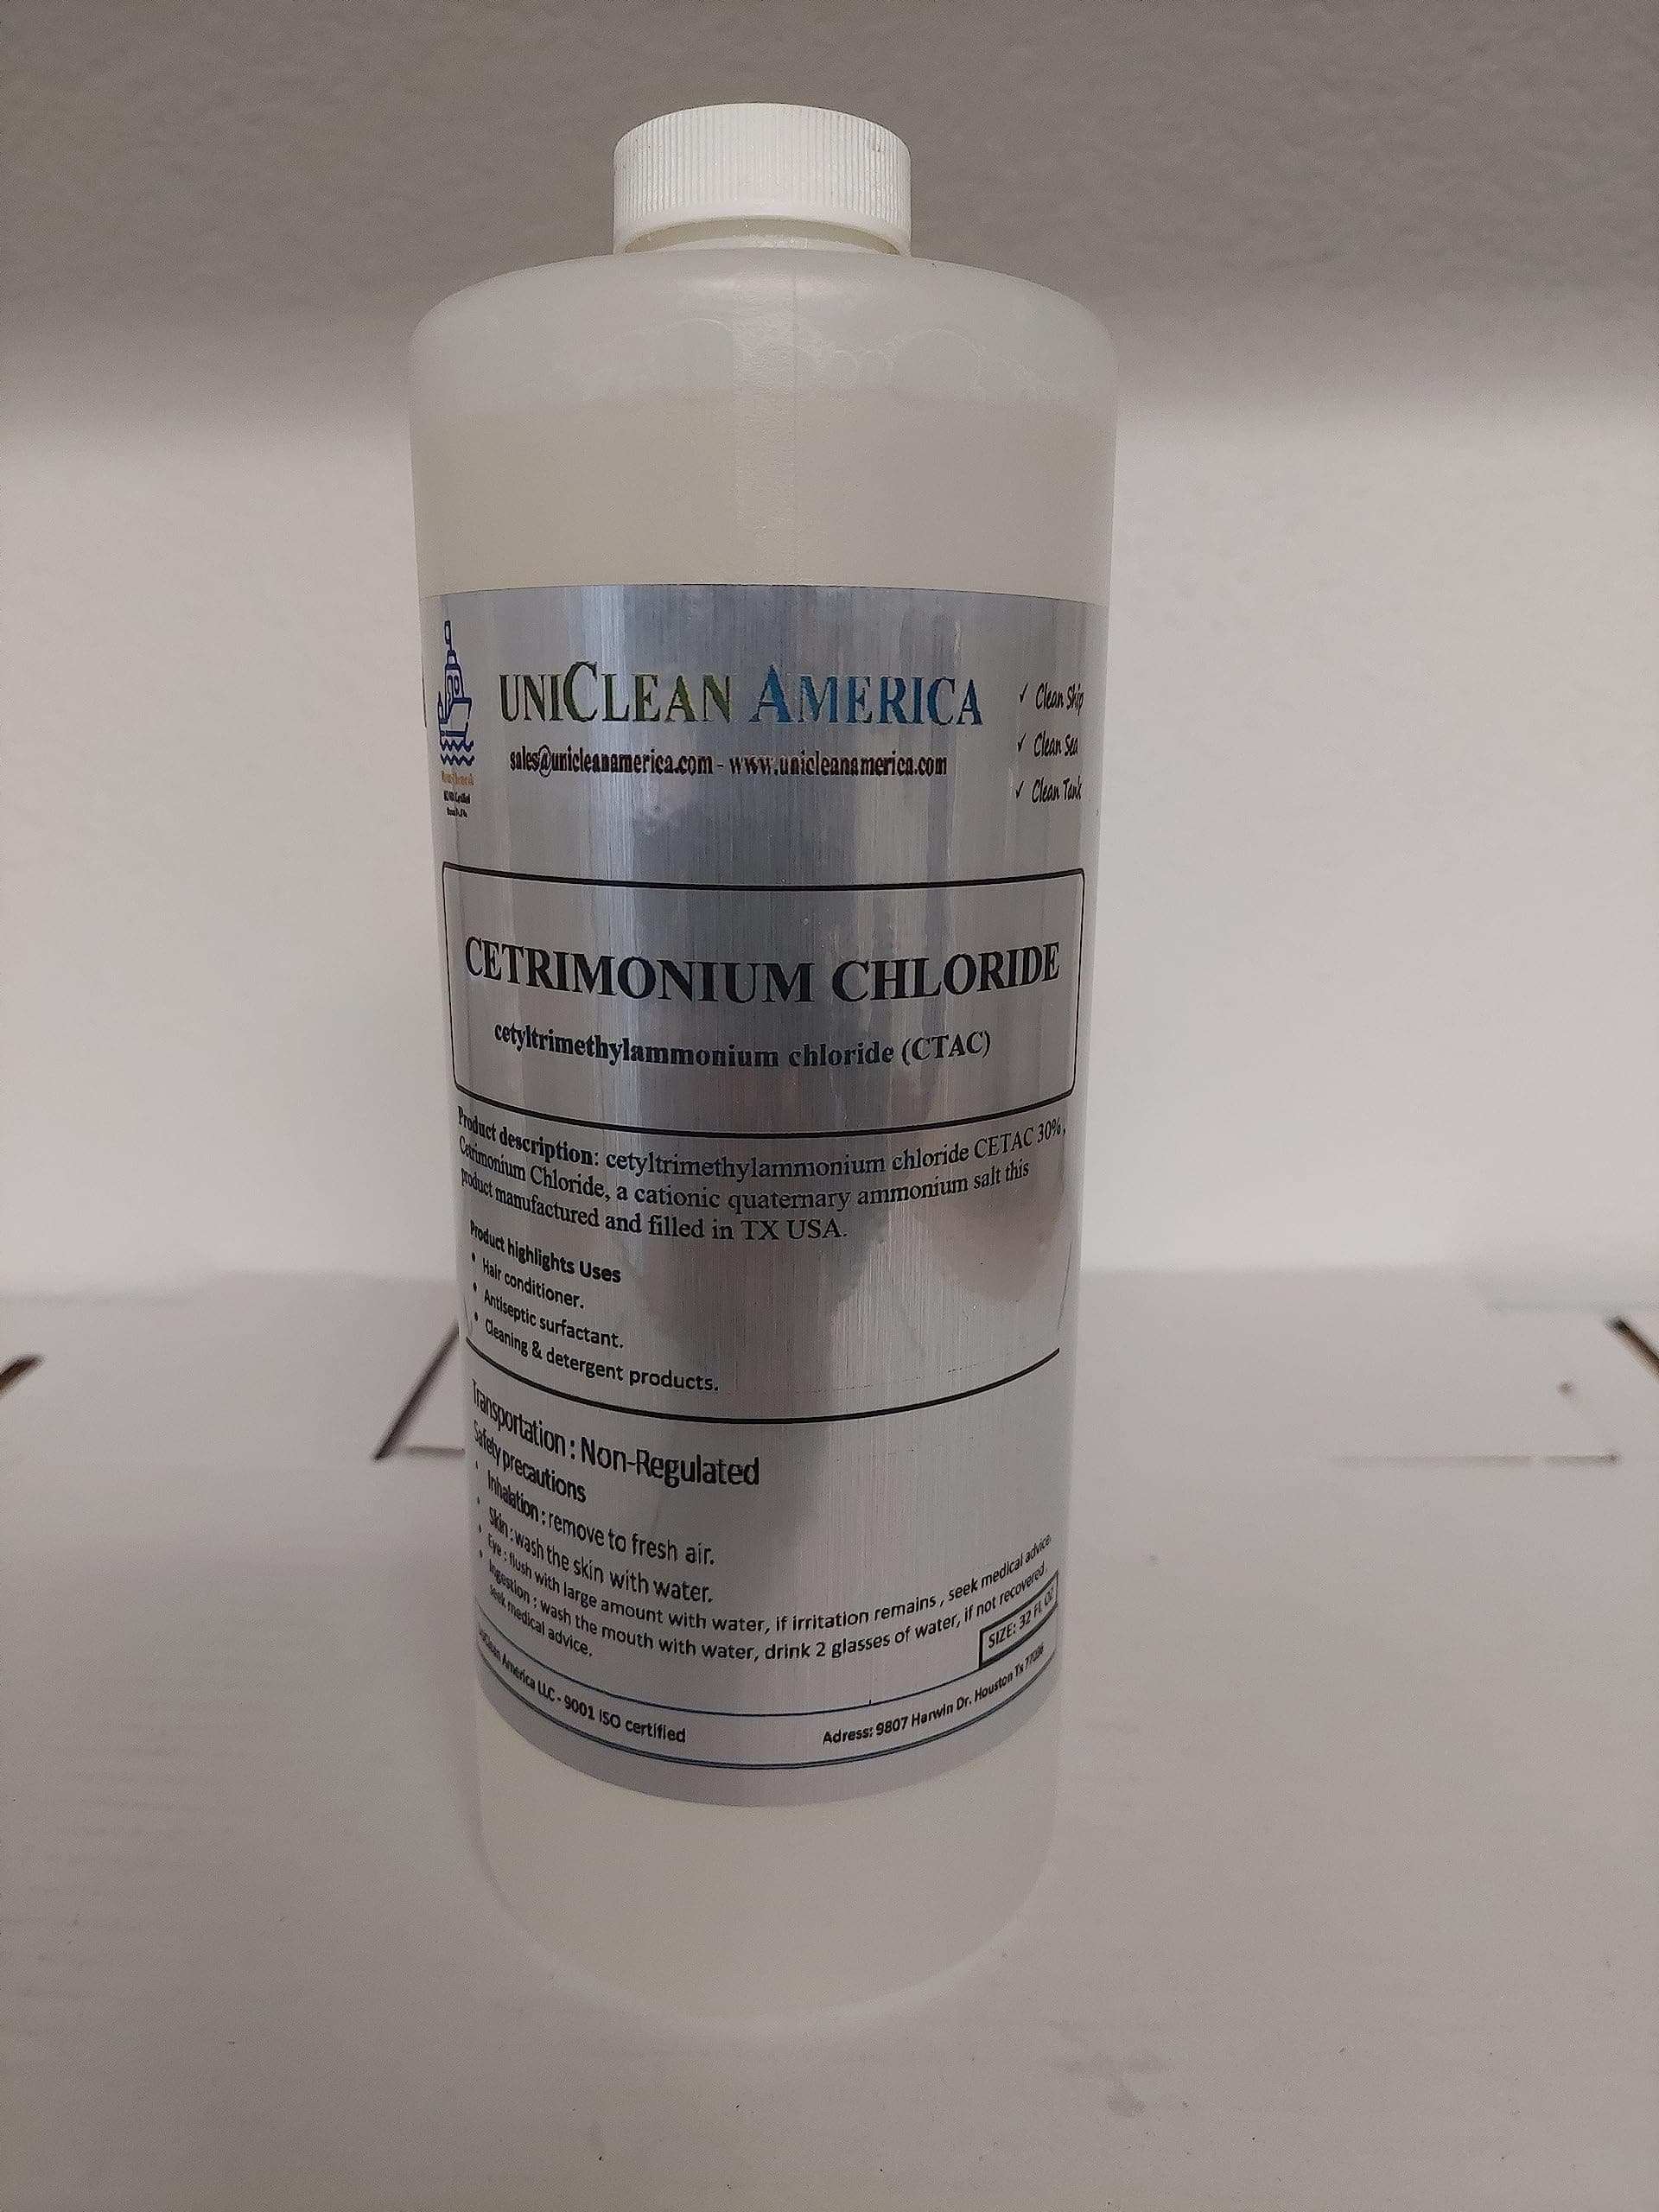 UNICLEAN AMERICA
sales@unicleanamerica.com - www.unicleanamerica.com
✓ Clean Ship
✓ Clean Sea
✓ Clean Tank
CETRIMONIUM CHLORIDE
cetyltrimethylammonium chloride (CTAC)
Product description: cetyltrimethylammonium chloride CETAC 30%,
Cetrimonium Chloride, a cationic quaternary ammonium salt this
product manufactured and filled in TX USA.
Product highlights Uses
• Hair conditioner.
• Antiseptic surfactant.
• Cleaning & detergent products.
Transportation : Non-Regulated
Safety precautions
• Inhalation : remove to fresh air.
• Skin : wash the skin with water.
• Eye : flush with large amount with water, if irritation remains , seek medical advice.
• Ingestion : wash the mouth with water, drink 2 glasses of water, if not recovered,
seek medical advice.
SIZE: 32 FL OZ
UniClean America LLC - 9001 ISO certified
Adress: 9807 Harwin Dr. Houston Tx 77036